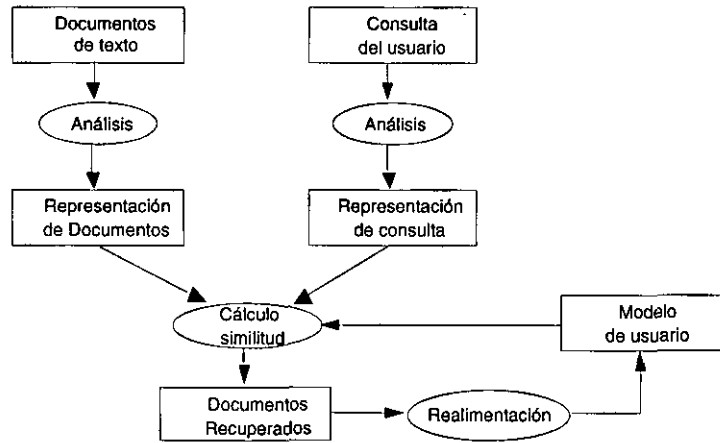 Documentos
de texto
Consulta
del usuario
Análisis
Análisis
Representación
de Documentos
Representación
de consulta
Cálculo
similitud
Modelo
de usuario
Documentos
Recuperados
Realimentación